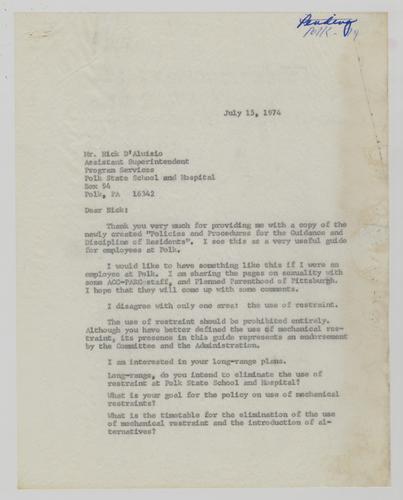 Pending
Polk
July 15, 1974
Mr. Nick D'Aluisio
Assistant Superintendent
Program Services
Polk State School and Hospital
Box 94
Polk, PA 16342
Dear Nick:
Thank you very much for providing me with a copy of the
newly created "Policies and Procedures for the Guidance and
Discipline of Residents". I see this as a very useful guide
for employees at Polk.
I would like to have something like this if I were an
employee at Polk. I am sharing the pages on sexuality with
some ACC-PARC staff, and Planned Parenthood of Pittsburgh.
I hope that they will come up with some comments.
I disagree with only one area: the use of restraint.
The use of restraint should be prohibited entirely.
Although you have better defined the use of mechanical res-
traint, its presence in this guide represents an endorsement
by the Committee and the Administration.
I am interested in your long-range plans.
Long-range, do you intend to eliminate the use of
restraint at Polk State School and Hospital?
What is your goal for the policy on use of mechanical
restraints?
What is the timetable for the elimination of the use
of mechanical restraint and the introduction of al-
ternatives?